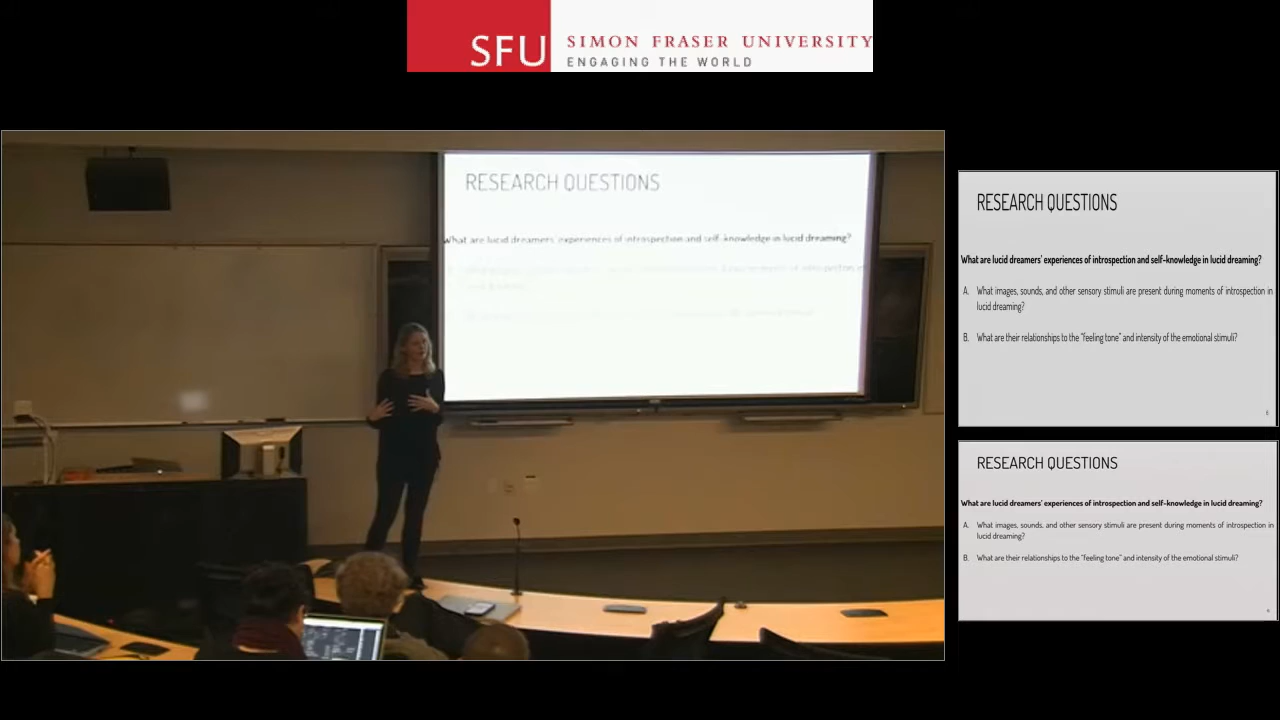 SFU SIMON FRASER UNIVERSITY
ENGAGING THE WORLD
RESEARCH QUESTIONS
What are lucid dreamers' experiences of introspection and self-knowledge in lucid dreaming?
RESEARCH QUESTIONS
What are lucid dreamers' experiences of introspection and self-knowledge in lucid dreaming?
A. What images, sounds, and other sensory stimuli are present during moments of introspection in
lucid dreaming?
B. What are their relationships to the "feeling tone" and intensity of the emotional stimuli?
6
RESEARCH QUESTIONS
What are lucid dreamers' experiences of introspection and self-knowledge in lucid dreaming?
A. What images, sounds, and other sensory stimuli are present during moments of introspection in
lucid dreaming?
B. What are their relationships to the "feeling tone" and intensity of the emotional stimuli?